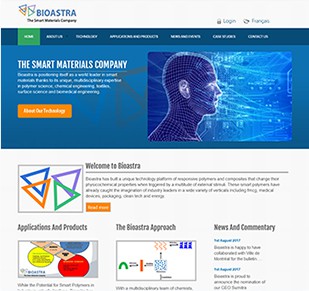 BIOASTRA
The Smart Materials Company
Login
Français
HOME
ABOUT US
TECHNOLOGY
APPLICATIONS AND PRODUCTS
NEWS AND EVENTS
CASE STUDIES
CONTACT US
THE SMART MATERIALS COMPANY
Bioastra is positioning itself as a world leader in smart
materials thanks to its unique, multidisciplinary expertise
in polymer science, chemical engineering, textiles,
surface science and biomedical engineering
About Our Technology
Welcome to Bioastra
Bioastra has built a unique technology platform of responsive polymers and composites that change their
physicochemical properties when triggered by a multitude of external stimuli. These smart polymers have
already caught the imagination of industry leaders in a wide variety of verticals including fmcg, medical
devices, packaging, clean tech and energy.
Read more
Applications And Products
The Bioastra Approach
News And Commentary
BIOASTRA
1st August 2017
Bioastra is happy to have
collaborated with Ville de
Montréal for the bulletin.
1st August 2017
Bioastra is proud to
announce the nomination of
our CEO Sumitra
While the Potential for Smart Polymers in
With a multidisciplinary team of chemists,